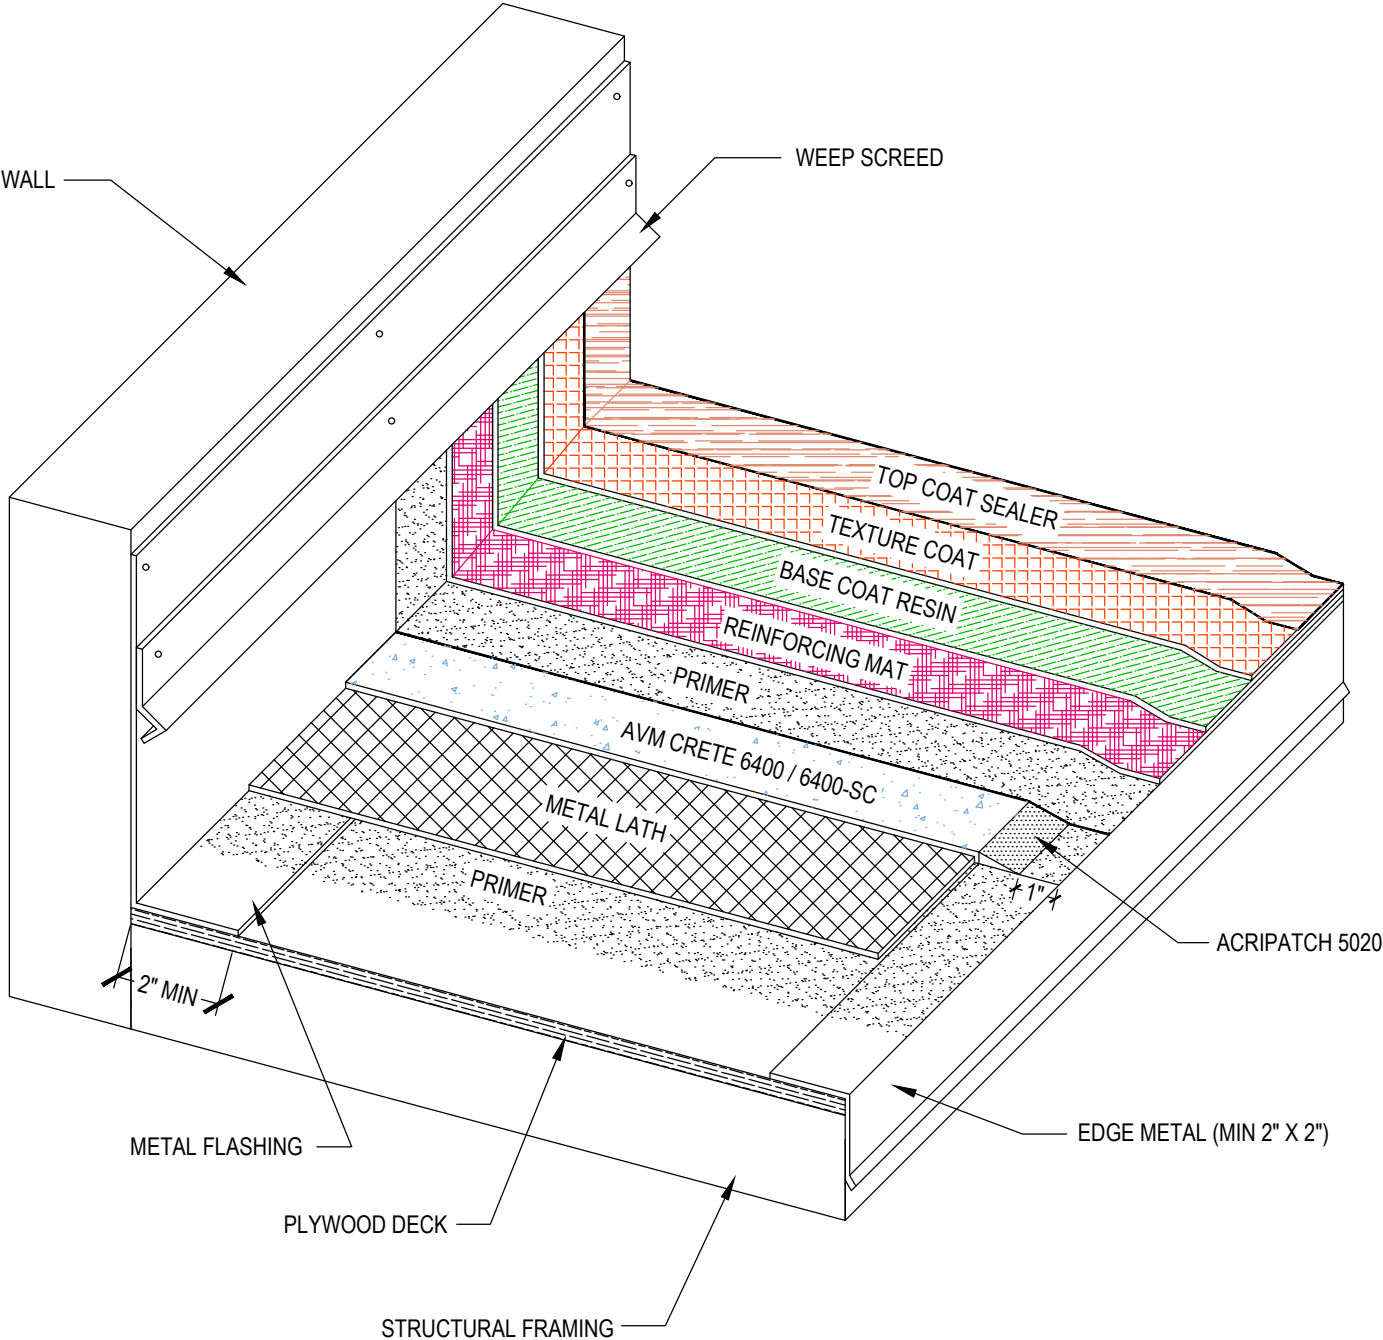 WEEP SCREED
WALL
TOP COAT SEALER
TEXTURE COAT
BASE COAT RESIN
REINFORCING MAT
PRIMER
AVM CRETE 6400 / 6400-SC
METAL LATH
PRIMER
1"
ACRIPATCH 5020
2" MIN
EDGE METAL (MIN 2" X 2")
METAL FLASHING
PLYWOOD DECK
STRUCTURAL FRAMING